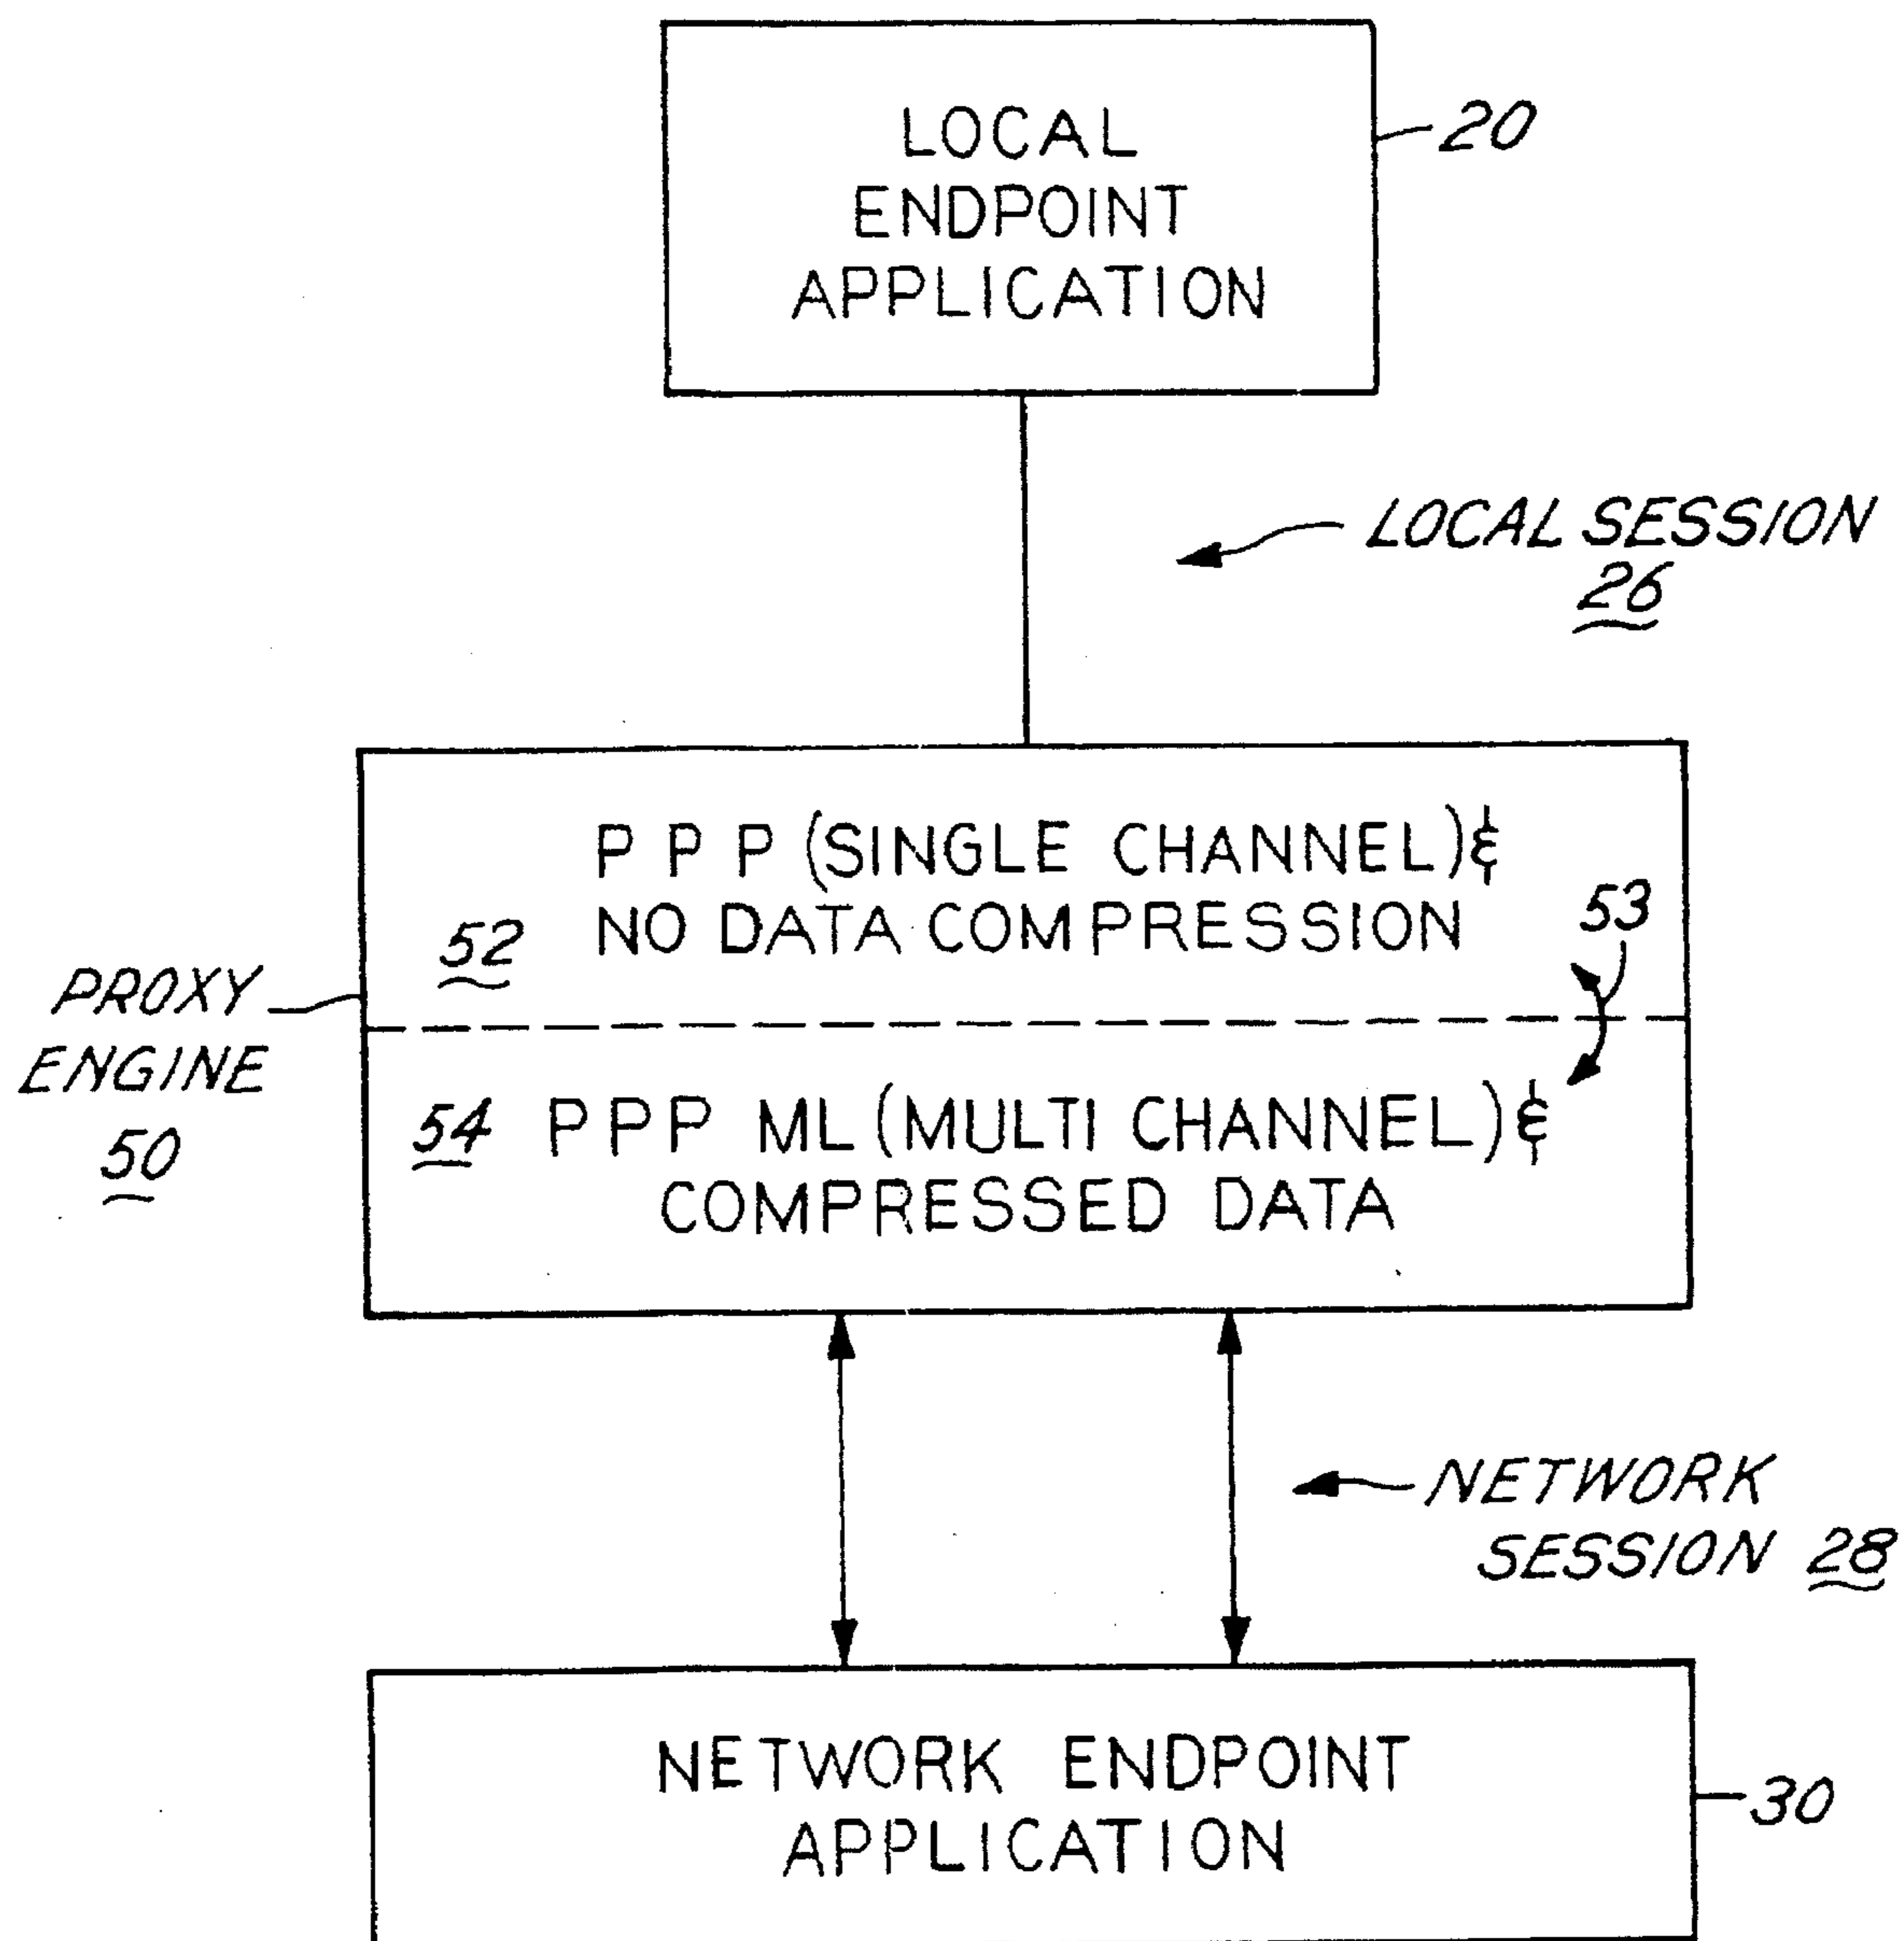 LOCAL
ENDPOINT
APPLICATION
20
LOCAL SESSION
26
P P P (SINGLE CHANNEL) &
NO DATA COMPRESSION
52
53
PROXY
ENGINE
50
54
PPP ML (MULTI CHANNEL) &
COMPRESSED DATA
NETWORK
SESSION 28
NETWORK ENDPOINT
APPLICATION
30